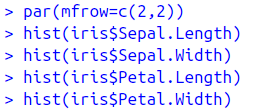 > par(mfrow=c(2,2))
> hist(iris$Sepal.Length)
> hist(iris$Sepal.Width)
> hist(iris$Petal.Length)
> hist(iris$Petal.Width)